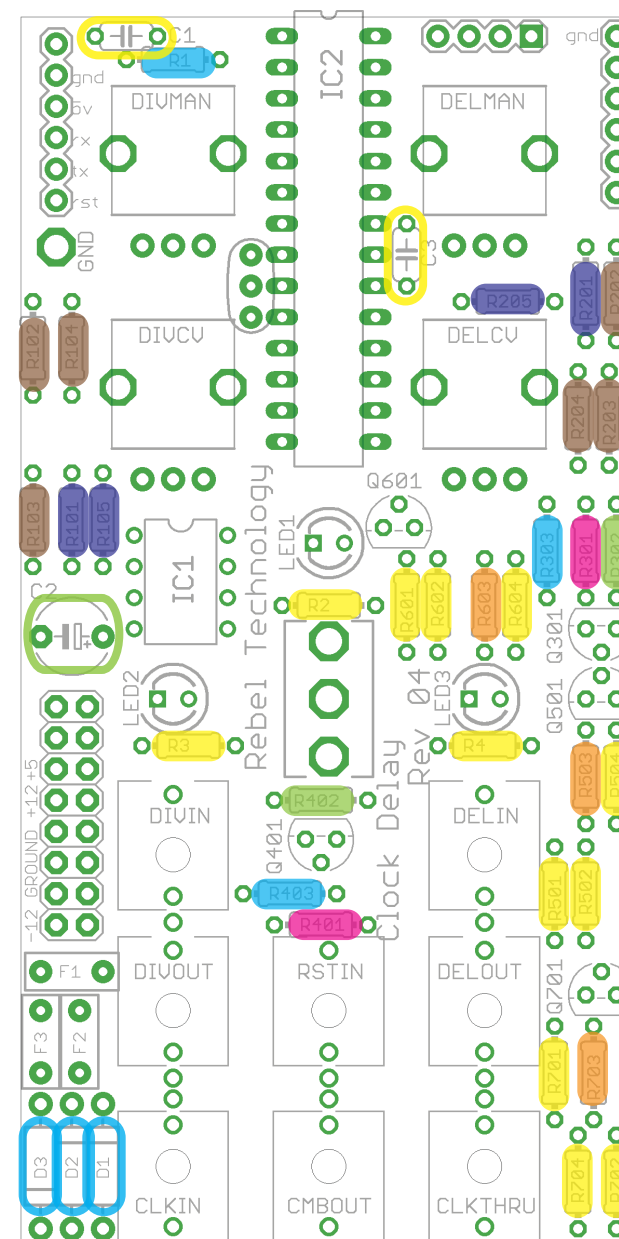 C1
gnd
R1
IC2
gnd
5v
rx
tx
rst
DIVMAN
DELMAN
GND
C3
R205
R201
R202
R102
R104
DIVCV
DELCV
R204
R203
R103
R101
R105
IC1
Rebel Technology
LED1
Q601
R303
R301
R302
C2
+
R2
R601
R602
R603
R604
Q301
LED2
Rev 04
LED3
Q501
R3
R4
R503
R504
-12 GROUND +12+5
DIVIN
R402
Q401
Clock Delay
DELIN
R403
R401
R501
R502
F1
DIVOUT
RSTIN
DELOUT
Q701
F3
F2
R701
R703
D3
D2
D1
CLKIN
CMBOUT
CLKTHRU
R704
R702